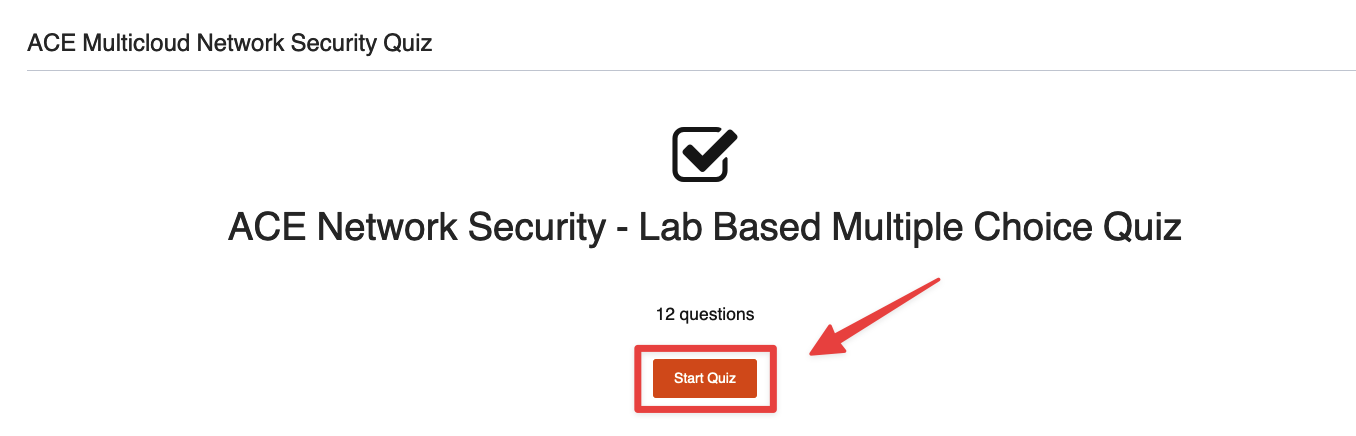 ACE Multicloud Network Security Quiz
ACE Network Security - Lab Based Multiple Choice Quiz
12 questions
Start Quiz